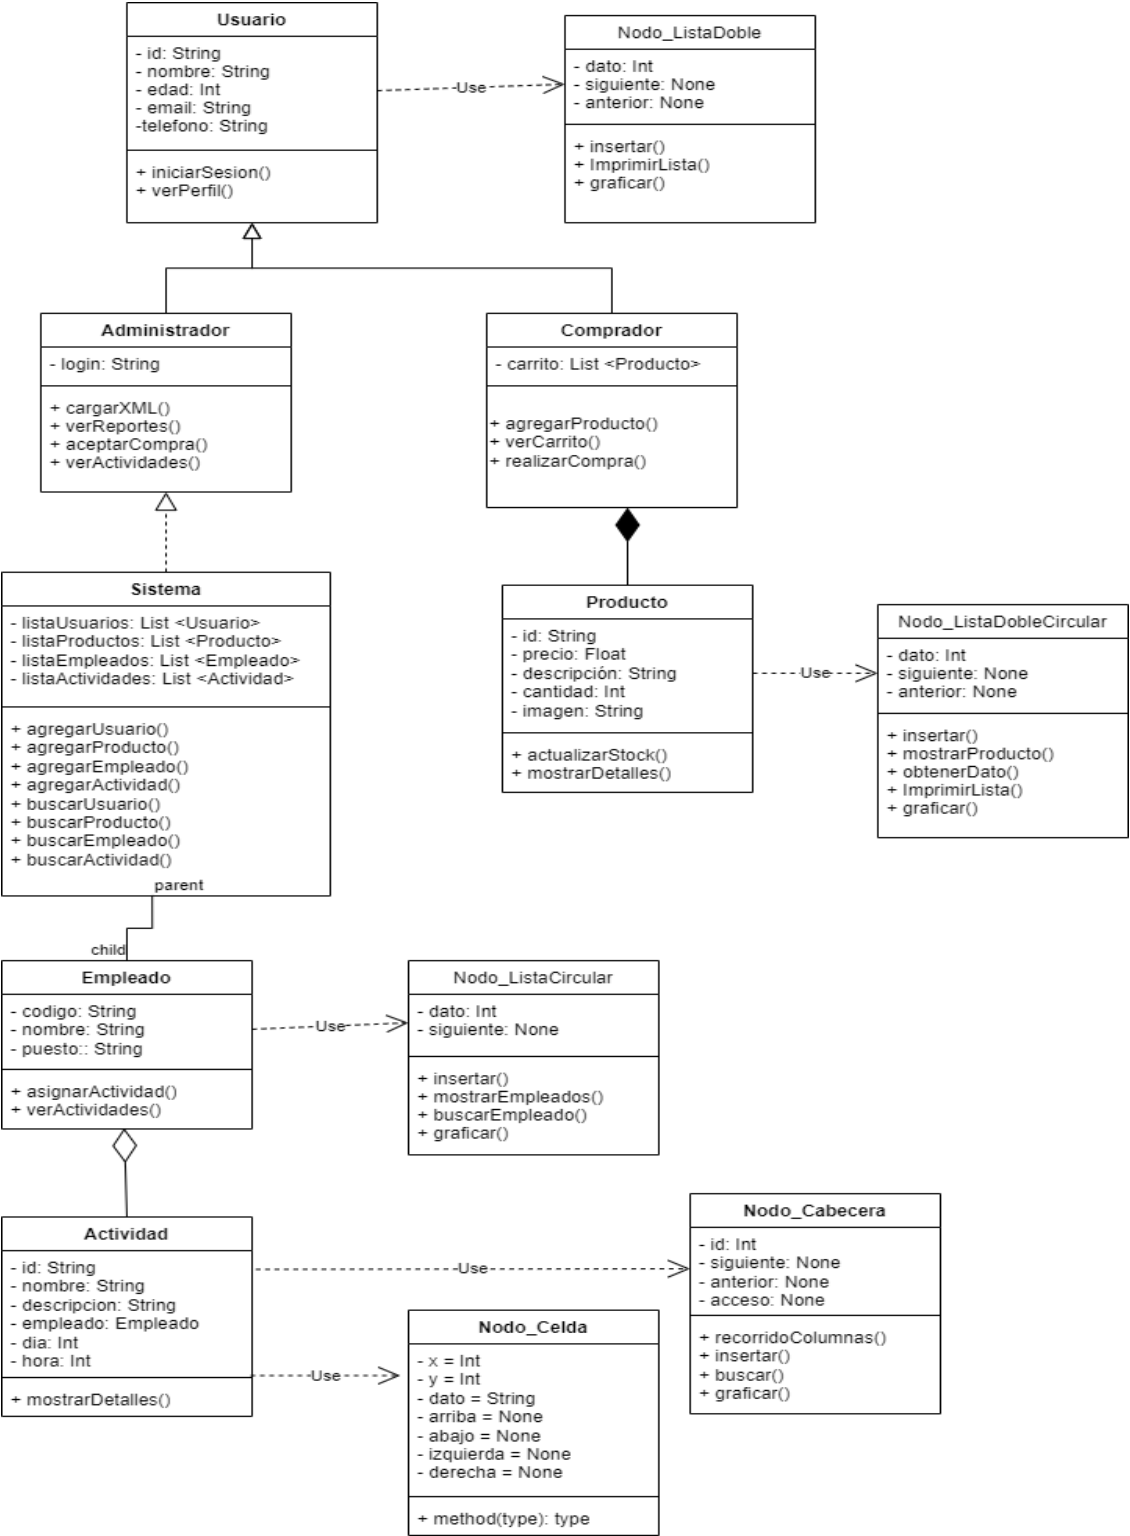 Usuario
- id: String
- nombre: String
- edad: Int
- email: String
-telefono: String
+ iniciarSesion()
+ verPerfil()
Use
Nodo_ListaDoble
- dato: Int
- siguiente: None
- anterior: None
+ insertar()
+ ImprimirLista()
+ graficar()
Administrador
- login: String
+ cargarXML()
+ verReportes()
+ aceptarCompra()
+ verActividades()
Comprador
- carrito: List <Producto>
+ agregarProducto()
+ verCarrito()
+ realizarCompra()
Sistema
- listaUsuarios: List <Usuario>
- listaProductos: List <Producto>
- listaEmpleados: List <Empleado>
- listaActividades: List <Actividad>
+ agregarUsuario()
+ agregarProducto()
+ agregarEmpleado()
+ agregarActividad()
+ buscarUsuario()
+ buscarProducto()
+ buscarEmpleado()
+ buscarActividad()
parent
Producto
- id: String
- precio: Float
- descripción: String
- cantidad: Int
- imagen: String
+ actualizarStock()
+ mostrarDetalles()
Use
Nodo_ListaDobleCircular
- dato: Int
- siguiente: None
- anterior: None
+ insertar()
+ mostrarProducto()
+ obtenerDato()
+ ImprimirLista()
+ graficar()
child
Empleado
- codigo: String
- nombre: String
- puesto:: String
+ asignarActividad()
+ verActividades()
Use
Nodo_ListaCircular
- dato: Int
- siguiente: None
+ insertar()
+ mostrarEmpleados()
+ buscarEmpleado()
+ graficar()
Actividad
- id: String
- nombre: String
- descripcion: String
- empleado: Empleado
- dia: Int
- hora: Int
+ mostrarDetalles()
Use
Nodo_Cabecera
- id: Int
- siguiente: None
- anterior: None
- acceso: None
+ recorridoColumnas()
+ insertar()
+ buscar()
+ graficar()
Use
Nodo_Celda
- x = Int
- y = Int
- dato = String
- arriba = None
- abajo = None
- izquierda = None
- derecha = None
+ method(type): type